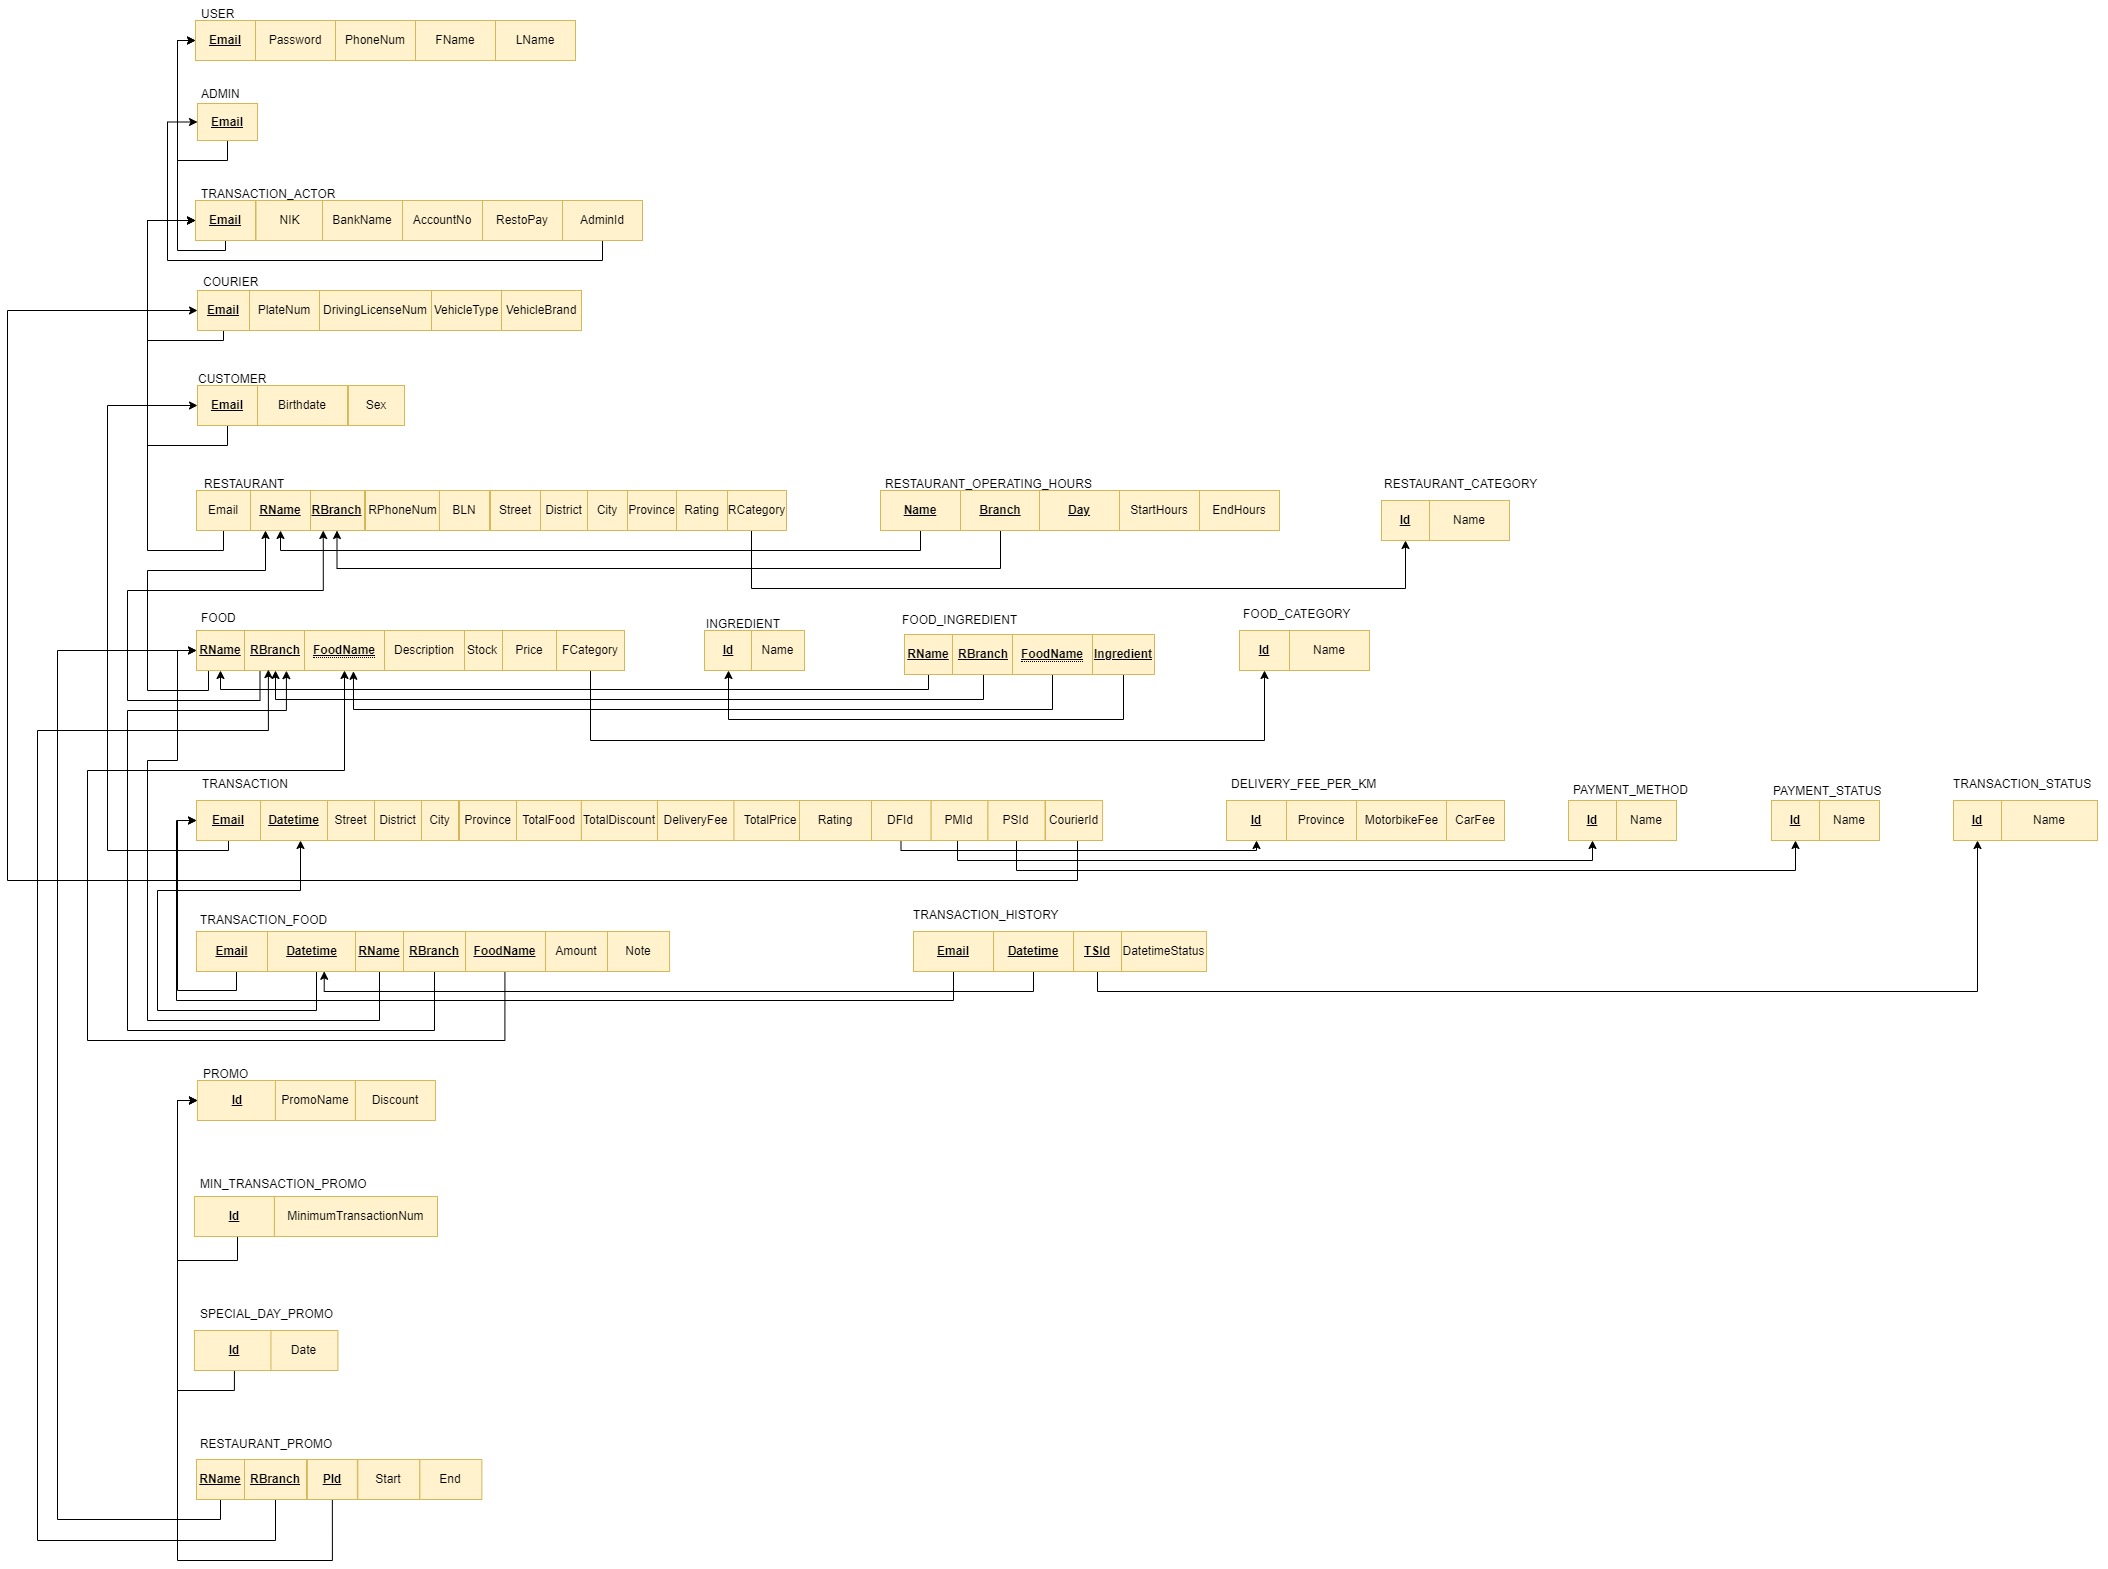 USER
Email Password PhoneNum FName LName
ADMIN
Email
TRANSACTION_ACTOR
Email NIK BankName AccountNo RestoPay AdminId
COURIER
Email PlateNum DrivingLicenseNum VehicleType VehicleBrand
CUSTOMER
Email Birthdate Sex
RESTAURANT RESTAURANT_OPERATING_HOURS RESTAURANT_CATEGORY
Email RName RBranch RPhoneNum BLN Street District City Province Rating RCategory Name Branch Day StartHours EndHours Id Name
FOOD INGREDIENT FOOD_INGREDIENT FOOD_CATEGORY
RName RBranch FoodName Description Stock Price FCategory Id Name RName RBranch FoodName Ingredient Id Name
TRANSACTION DELIVERY_FEE_PER_KM PAYMENT_METHOD PAYMENT_STATUS TRANSACTION_STATUS
Email Datetime Street District City Province TotalFood TotalDiscount DeliveryFee TotalPrice Rating DFId PMId PSId CourierId Id Province MotorbikeFee CarFee Id Name Id Name Id Name
TRANSACTION_FOOD TRANSACTION_HISTORY
Email Datetime RName RBranch FoodName Amount Note Email Datetime TSId DatetimeStatus
PROMO
Id PromoName Discount
MIN_TRANSACTION_PROMO
Id MinimumTransactionNum
SPECIAL_DAY_PROMO
Id Date
RESTAURANT_PROMO
RName RBranch PId Start End